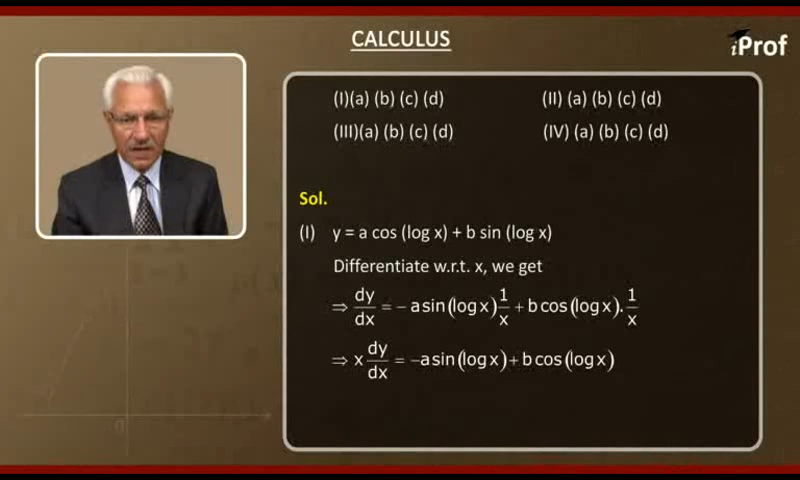 CALCULUS
iProf
(I)(a) (b) (c) (d) (II) (a) (b) (c) (d)
(III)(a) (b) (c) (d) (IV) (a) (b) (c) (d)
Sol.
(I) y = a cos (log x) + b sin (log x)
Differentiate w.r.t. x, we get
⇒ dy/dx = – a sin(log x) 1/x + b cos(log x). 1/x
⇒ x dy/dx = –a sin(log x) + b cos(log x)